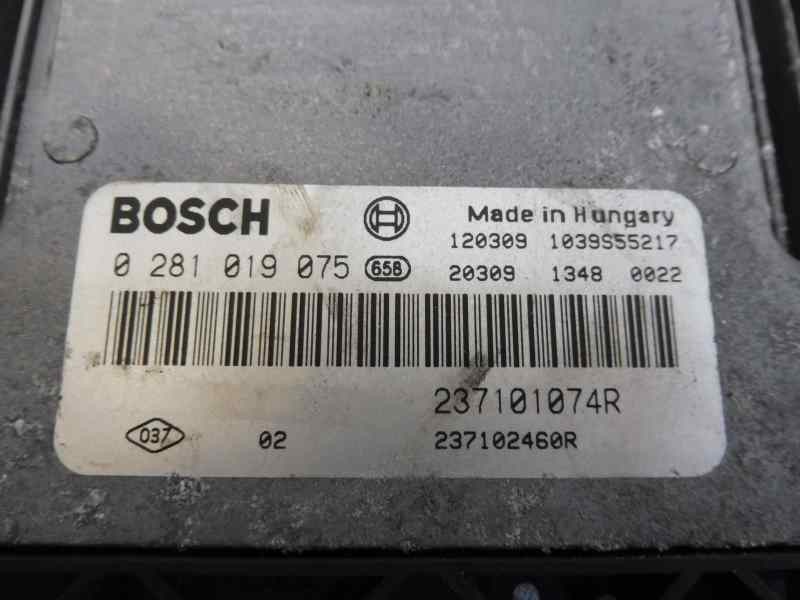 BOSCH
Made in Hungary
120309 1039S55217
0 281 019 075 658
20309 1348 0022
237101074R
037 02 237102460R